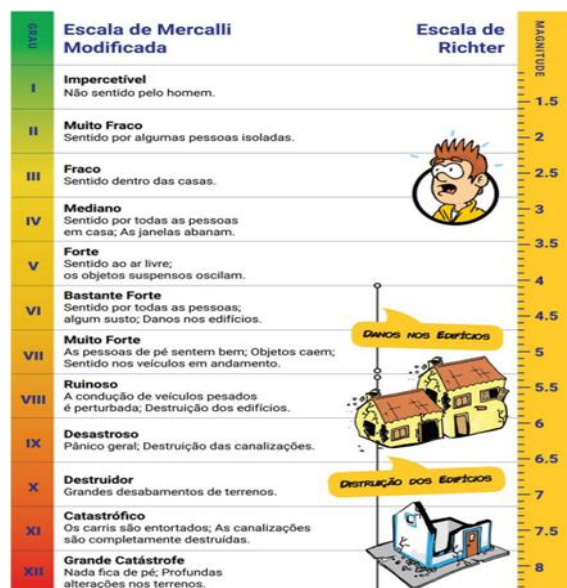 GRAU
Escala de Mercalli
Modificada
Escala de
Richter
MAGNITUDE
I
Impercetível
Não sentido pelo homem.
1.5
II
Muito Fraco
Sentido por algumas pessoas isoladas.
2
III
Fraco
Sentido dentro das casas.
2.5
IV
Mediano
Sentido por todas as pessoas
em casa; As janelas abanam.
3
3.5
V
Forte
Sentido ao ar livre;
os objetos suspensos oscilam.
4
VI
Bastante Forte
Sentido por todas as pessoas;
algum susto; Danos nos edifícios.
4.5
DANOS NOS EDIFÍCIOS
VII
Muito Forte
As pessoas de pé sentem bem; Objetos caem;
Sentido nos veículos em andamento.
5
5.5
VIII
Ruinoso
A condução de veículos pesados
é perturbada; Destruição dos edifícios.
6
IX
Desastroso
Pânico geral; Destruição das canalizações.
6.5
X
Destruidor
Grandes desabamentos de terrenos.
DISTRUIÇÃO DOS EDIFÍCIOS
7
XI
Catastrófico
Os carris são entortados; As canalizações
são completamente destruídas.
7.5
XII
Grande Catástrofe
Nada fica de pé; Profundas
alterações nos terrenos.
8